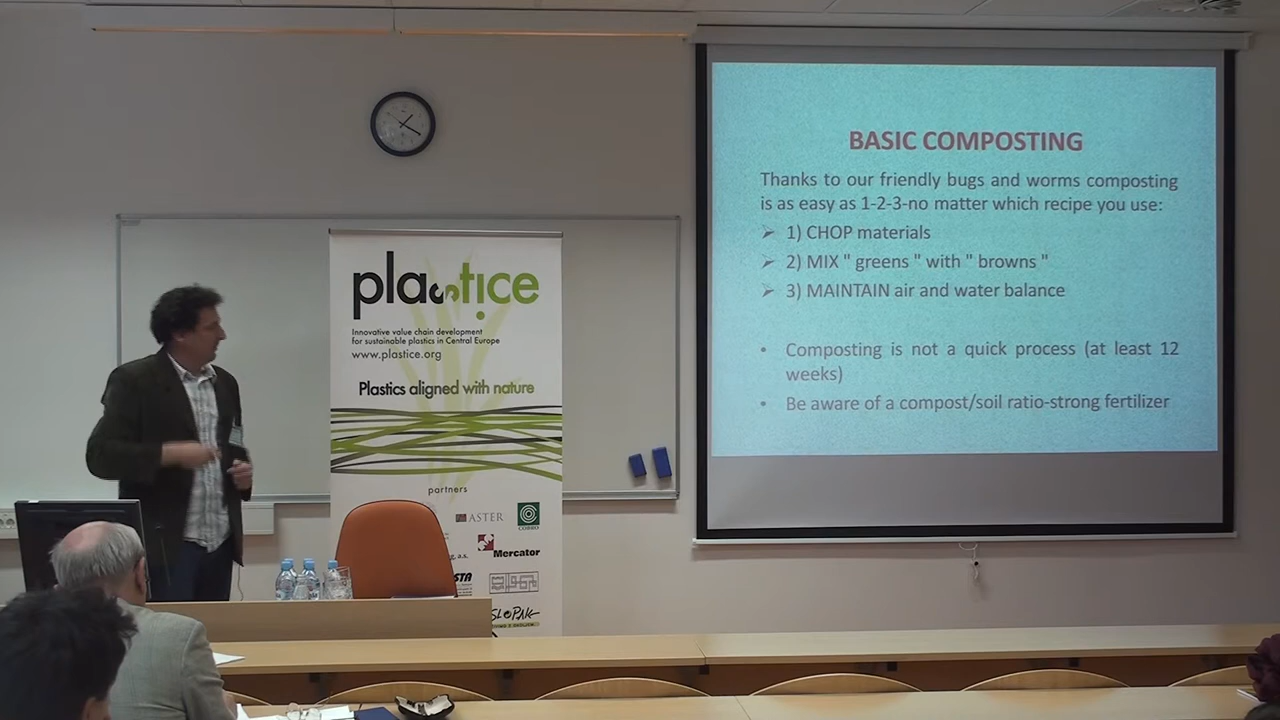 BASIC COMPOSTING
Thanks to our friendly bugs and worms composting
is as easy as 1-2-3-no matter which recipe you use:
➢ 1) CHOP materials
➢ 2) MIX " greens " with " browns "
➢ 3) MAINTAIN air and water balance
• Composting is not a quick process (at least 12
weeks)
• Be aware of a compost/soil ratio-strong fertilizer
plastice
Innovative value chain development
for sustainable plastics in Central Europe
www.plastice.org
Plastics aligned with nature
partners
ASTER
COBRO
Mercator
SLOPAK